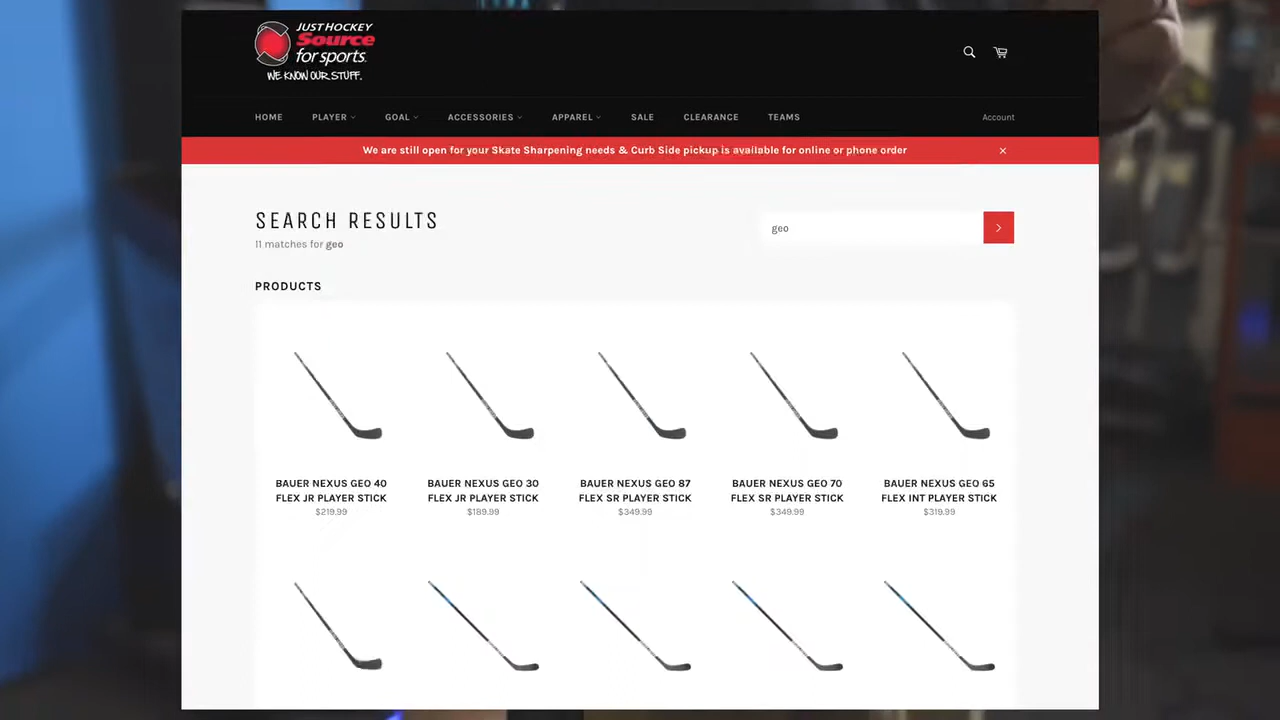 JUST HOCKEY
Source
for sports.
WE KNOW OUR STUFF.
HOME PLAYER GOAL ACCESSORIES APPAREL SALE CLEARANCE TEAMS Account
We are still open for your Skate Sharpening needs & Curb Side pickup is available for online or phone order
SEARCH RESULTS
geo
11 matches for geo
PRODUCTS
BAUER NEXUS GEO 40
FLEX JR PLAYER STICK
$219.99
BAUER NEXUS GEO 30
FLEX JR PLAYER STICK
$189.99
BAUER NEXUS GEO 87
FLEX SR PLAYER STICK
$349.99
BAUER NEXUS GEO 70
FLEX SR PLAYER STICK
$349.99
BAUER NEXUS GEO 65
FLEX INT PLAYER STICK
$319.99